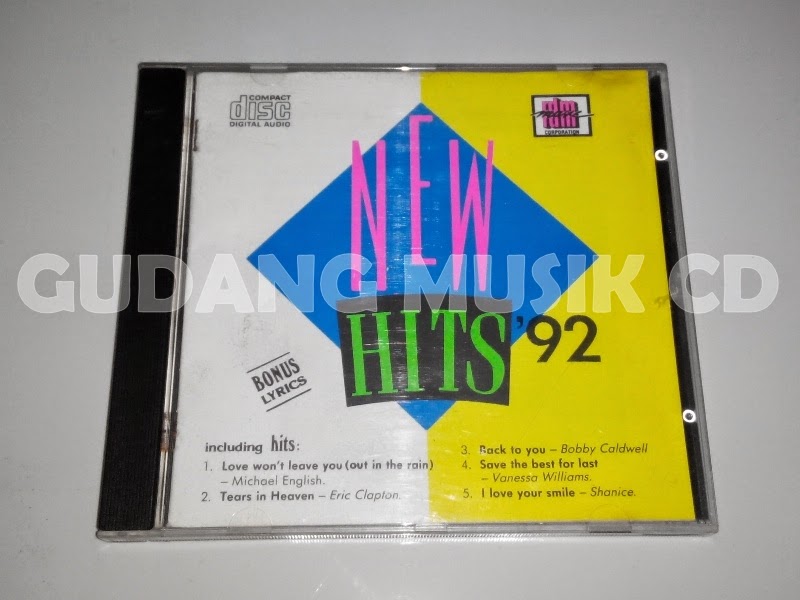 COMPACT
disc
DIGITAL AUDIO
rdm
music
CORPORATION
NEW
GUDANG MUSIK CD
HITS '92
BONUS
LYRICS
including hits:
1. Love won't leave you (out in the rain)
– Michael English.
2. Tears in Heaven – Eric Clapton.
3. Back to you – Bobby Caldwell
4. Save the best for last
– Vanessa Williams.
5. I love your smile – Shanice.